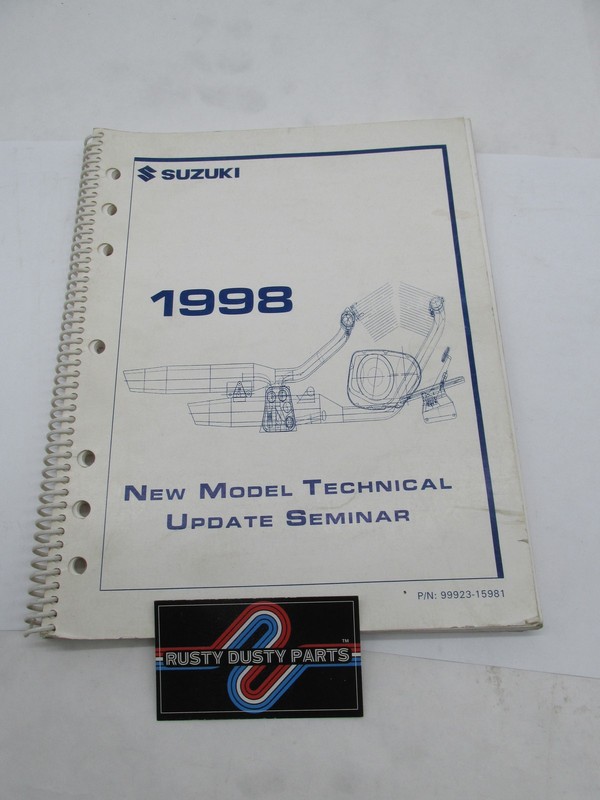 SUZUKI
1998
NEW MODEL TECHNICAL
UPDATE SEMINAR
P/N: 99923-15981
RUSTY DUSTY PARTS ™